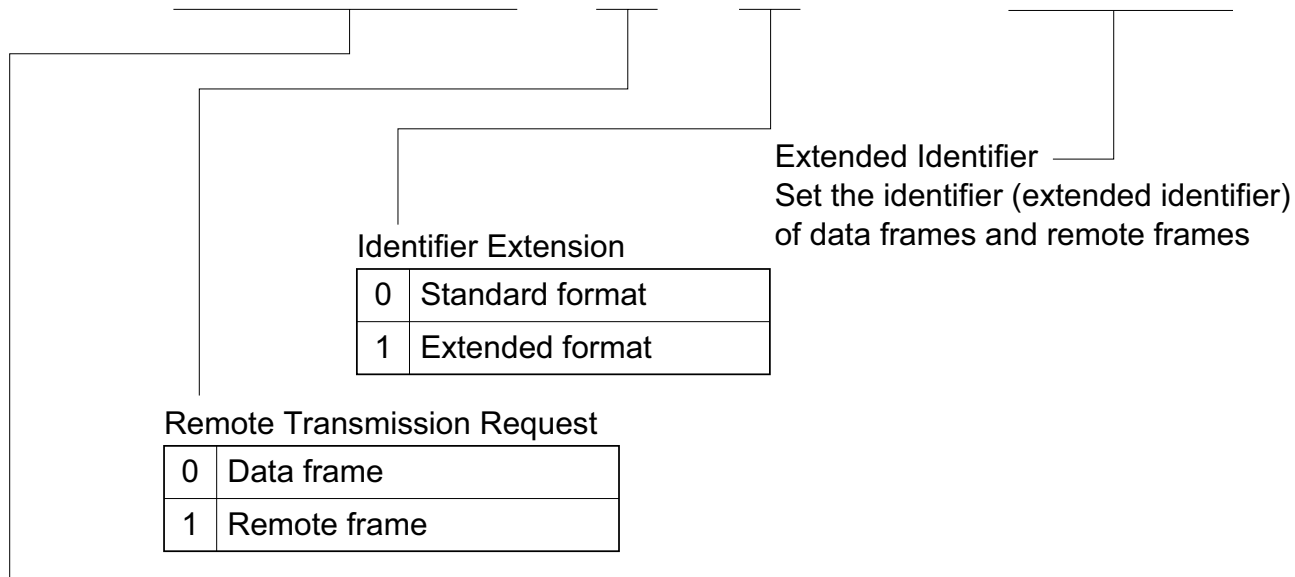 Extended Identifier
Set the identifier (extended identifier)
of data frames and remote frames
Identifier Extension
0 Standard format
1 Extended format
Remote Transmission Request
0 Data frame
1 Remote frame